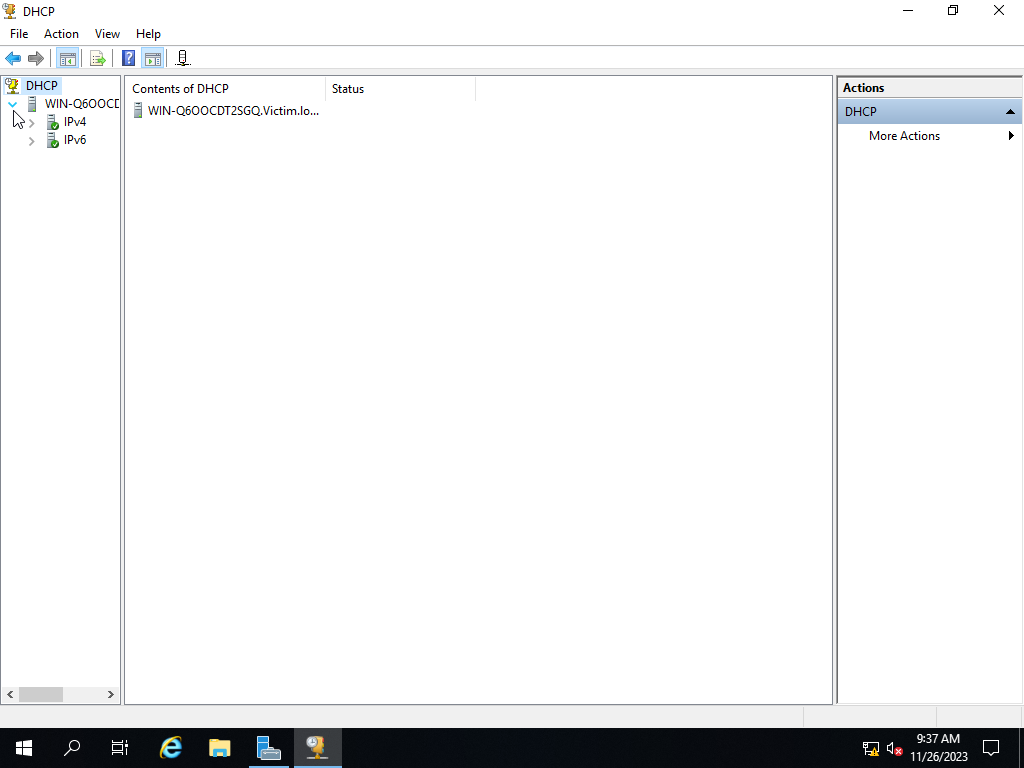 DHCP
File Action View Help
DHCP
WIN-Q6OOCD
IPv4
IPv6
Contents of DHCP Status
WIN-Q6OOCDT2SGQ.Victim.lo...
Actions
DHCP
More Actions
9:37 AM
11/26/2023